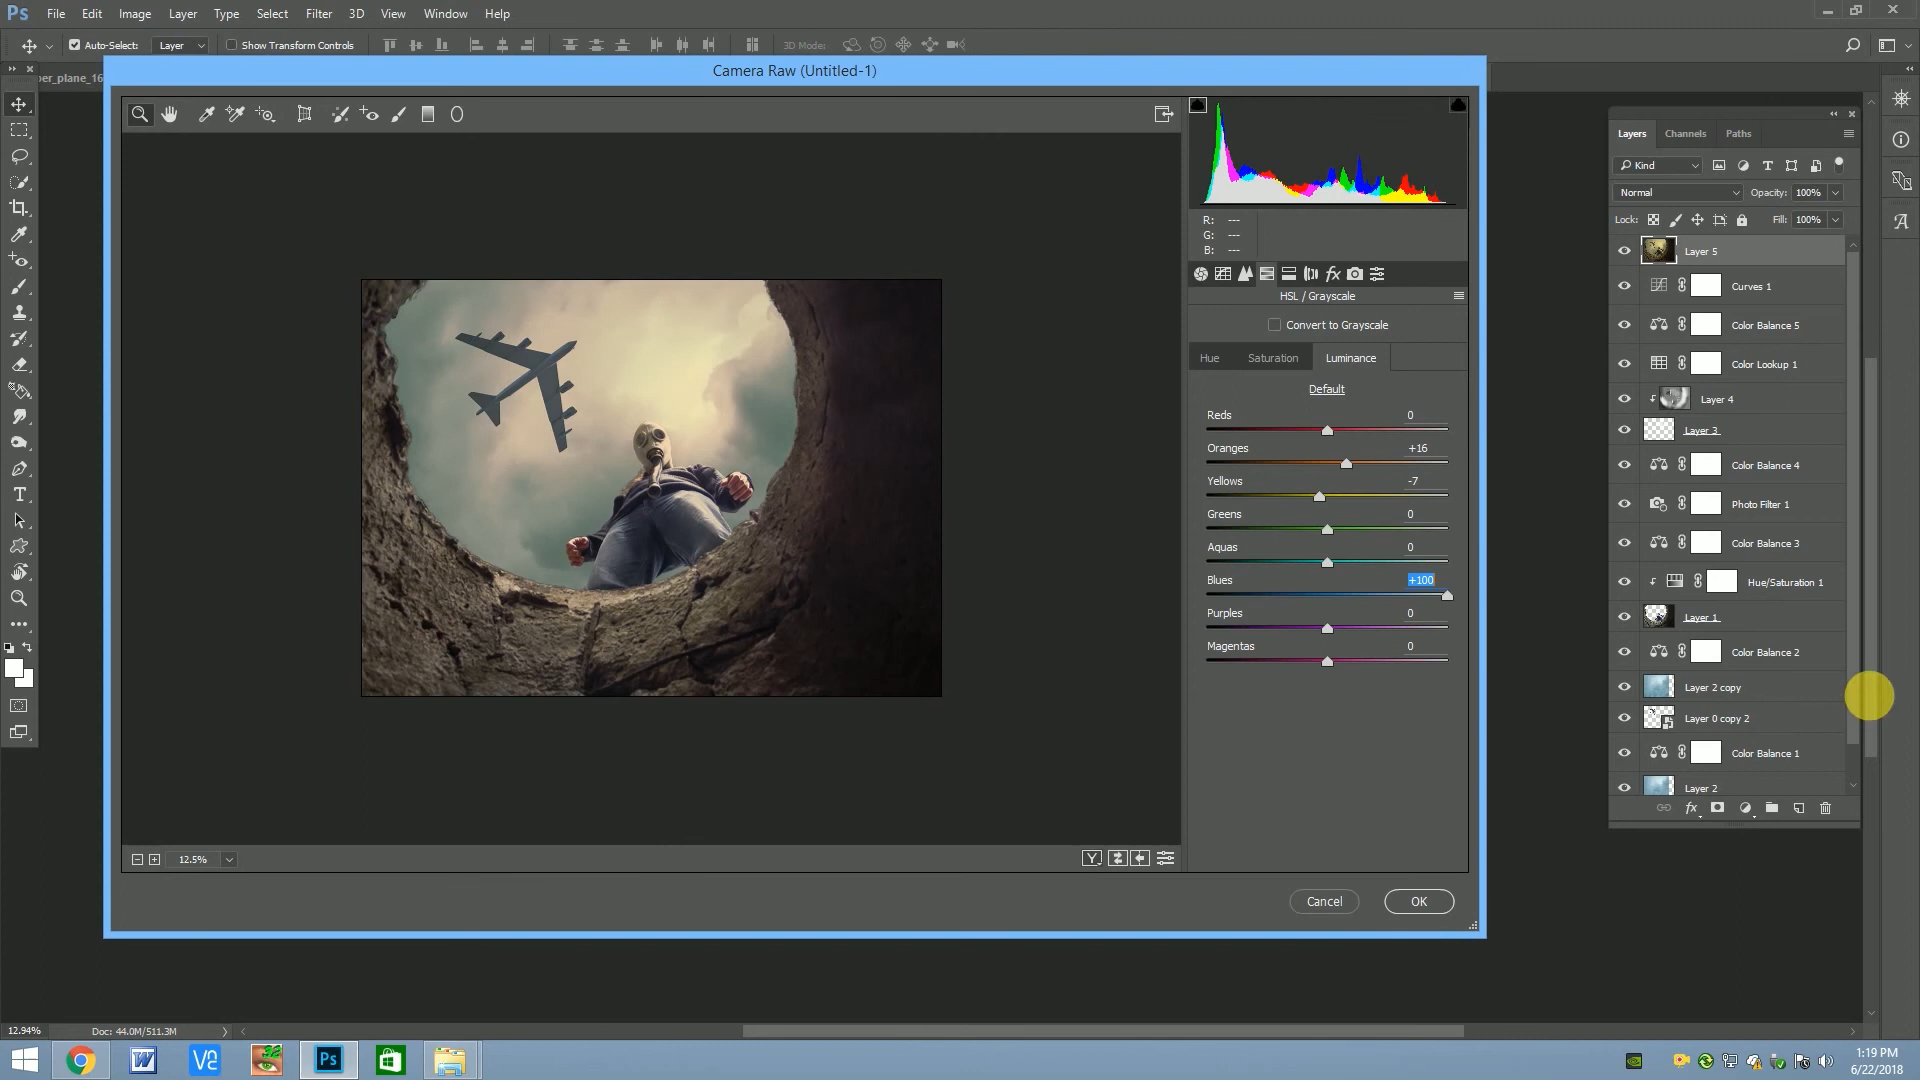 Ps File Edit Image Layer Type Select Filter 3D View Window Help
Auto-Select: Layer Show Transform Controls 3D Mode:
per_plane_16
Camera Raw (Untitled-1)
R: ---
G: ---
B: ---
HSL / Grayscale
Convert to Grayscale
Hue Saturation Luminance
Default
Reds 0
Oranges +16
Yellows -7
Greens 0
Aquas 0
Blues +100
Purples 0
Magentas 0
12.5%
Y
Cancel OK
Layers Channels Paths
Kind
Normal Opacity: 100%
Lock: Fill: 100%
Layer 5
Curves 1
Color Balance 5
Color Lookup 1
Layer 4
Layer 3
Color Balance 4
Photo Filter 1
Color Balance 3
Hue/Saturation 1
Layer 1
Color Balance 2
Layer 2 copy
Layer 0 copy 2
Color Balance 1
Layer 2
fx
12.94% Doc: 44.0M/511.3M
Ps
1:19 PM
6/22/2018